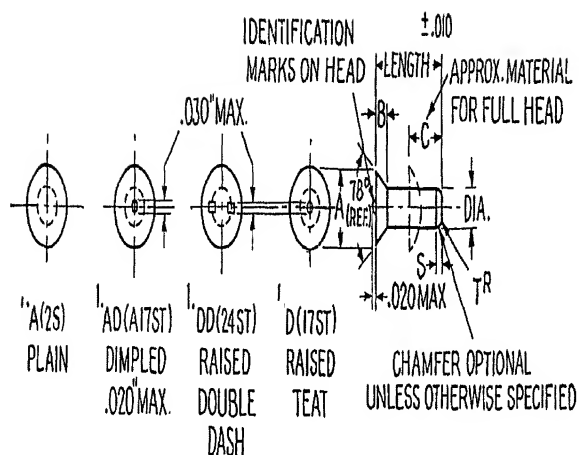 IDENTIFICATION
MARKS ON HEAD
±.010
LENGTH
APPROX. MATERIAL
FOR FULL HEAD
.030" MAX.
B
C
A
78°
(REF.)
DIA.
S
TR
.020 MAX
"A(2S)
PLAIN
"AD(A17ST)
DIMPLED
.020" MAX.
"DD(24ST)
RAISED
DOUBLE
DASH
D(17ST)
RAISED
TEAT
CHAMFER OPTIONAL
UNLESS OTHERWISE SPECIFIED